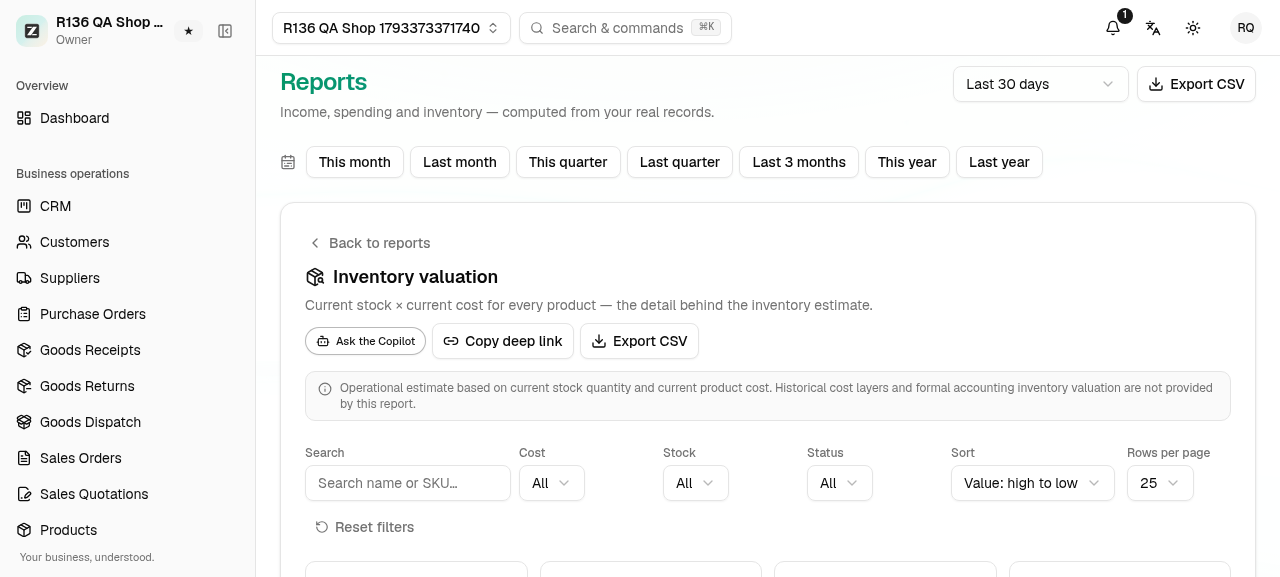 R136 QA Shop ...
Owner
Overview
Dashboard
Business operations
CRM
Customers
Suppliers
Purchase Orders
Goods Receipts
Goods Returns
Goods Dispatch
Sales Orders
Sales Quotations
Products
Your business, understood.
R136 QA Shop 1793373371740
Search & commands ⌘K
1
RQ
Reports
Income, spending and inventory — computed from your real records.
Last 30 days
Export CSV
This month Last month This quarter Last quarter Last 3 months This year Last year
Back to reports
Inventory valuation
Current stock × current cost for every product — the detail behind the inventory estimate.
Ask the Copilot Copy deep link Export CSV
Operational estimate based on current stock quantity and current product cost. Historical cost layers and formal accounting inventory valuation are not provided
by this report.
Search Cost Stock Status Sort Rows per page
Search name or SKU... All All All Value: high to low 25
Reset filters